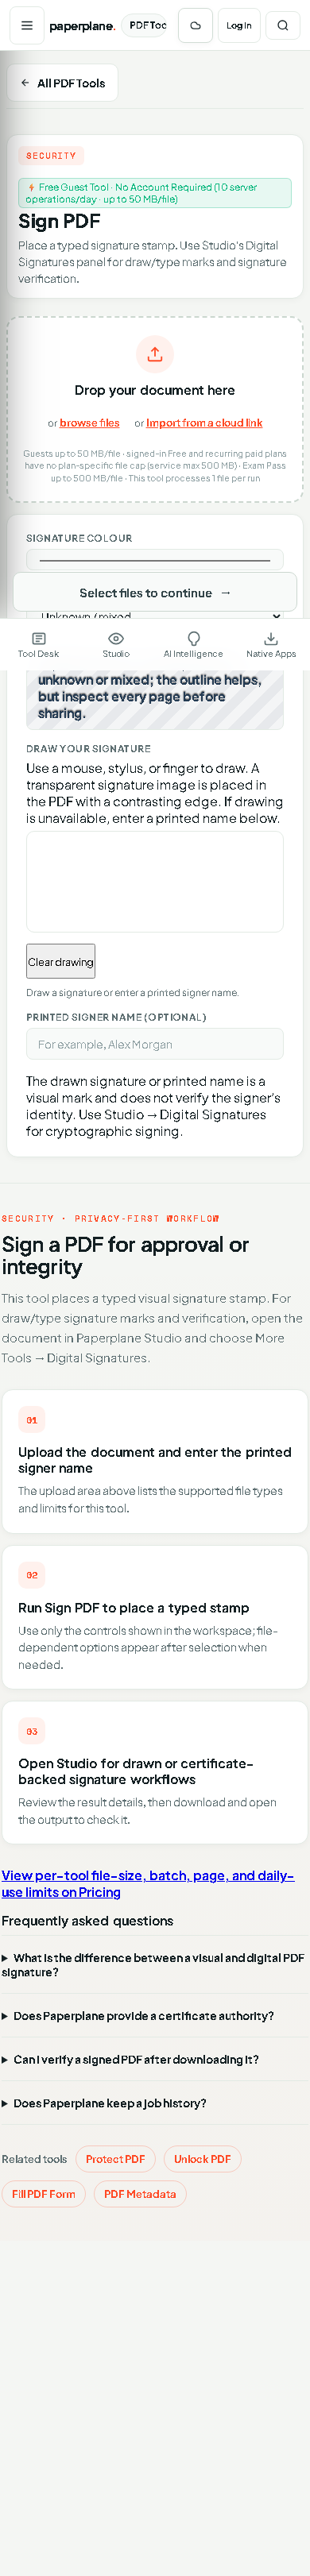 paperplane.
PDF Too
Log In
← All PDF Tools
SECURITY
Free Guest Tool · No Account Required (10 server
operations/day · up to 50 MB/file)
Sign PDF
Place a typed signature stamp. Use Studio's Digital
Signatures panel for draw/type marks and signature
verification.
Drop your document here
or browse files or Import from a cloud link
Guests up to 50 MB/file · signed-in Free and recurring paid plans
have no plan-specific file cap (service max 500 MB) · Exam Pass
up to 500 MB/file · This tool processes 1 file per run
SIGNATURE COLOUR
Select files to continue →
Unknown / mixed
Tool Desk
Studio
AI Intelligence
Native Apps
unknown or mixed; the outline helps,
but inspect every page before
sharing.
DRAW YOUR SIGNATURE
Use a mouse, stylus, or finger to draw. A
transparent signature image is placed in
the PDF with a contrasting edge. If drawing
is unavailable, enter a printed name below.
Clear drawing
Draw a signature or enter a printed signer name.
PRINTED SIGNER NAME (OPTIONAL)
For example, Alex Morgan
The drawn signature or printed name is a
visual mark and does not verify the signer's
identity. Use Studio → Digital Signatures
for cryptographic signing.
SECURITY · PRIVACY-FIRST WORKFLOW
Sign a PDF for approval or
integrity
This tool places a typed visual signature stamp. For
draw/type signature marks and verification, open the
document in Paperplane Studio and choose More
Tools → Digital Signatures.
01
Upload the document and enter the printed
signer name
The upload area above lists the supported file types
and limits for this tool.
02
Run Sign PDF to place a typed stamp
Use only the controls shown in the workspace; file-
dependent options appear after selection when
needed.
03
Open Studio for drawn or certificate-
backed signature workflows
Review the result details, then download and open
the output to check it.
View per-tool file-size, batch, page, and daily-
use limits on Pricing
Frequently asked questions
What is the difference between a visual and digital PDF
signature?
Does Paperplane provide a certificate authority?
Can I verify a signed PDF after downloading it?
Does Paperplane keep a job history?
Related tools Protect PDF Unlock PDF
Fill PDF Form PDF Metadata